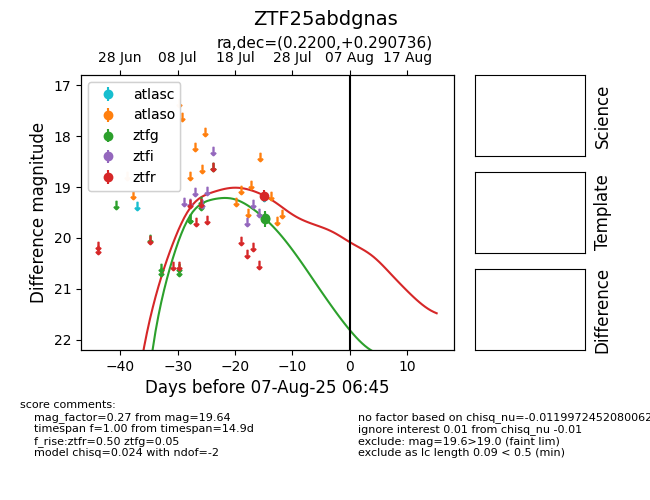 ZTF25abdgnas
ra,dec=(0.2200,+0.290736)
28 Jun 08 Jul 18 Jul 28 Jul 07 Aug 17 Aug
17
18
19
20
21
22
Difference magnitude
atlasc
atlaso
ztfg
ztfi
ztfr
−40 −30 −20 −10 0 10
Days before 07-Aug-25 06:45
Science
Template
Difference
score comments:
mag_factor=0.27 from mag=19.64
timespan f=1.00 from timespan=14.9d
f_rise:ztfr=0.50 ztfg=0.05
model chisq=0.024 with ndof=-2
no factor based on chisq_nu=-0.0119972452080062
ignore interest 0.01 from chisq_nu -0.01
exclude: mag=19.6>19.0 (faint lim)
exclude as lc length 0.09 < 0.5 (min)